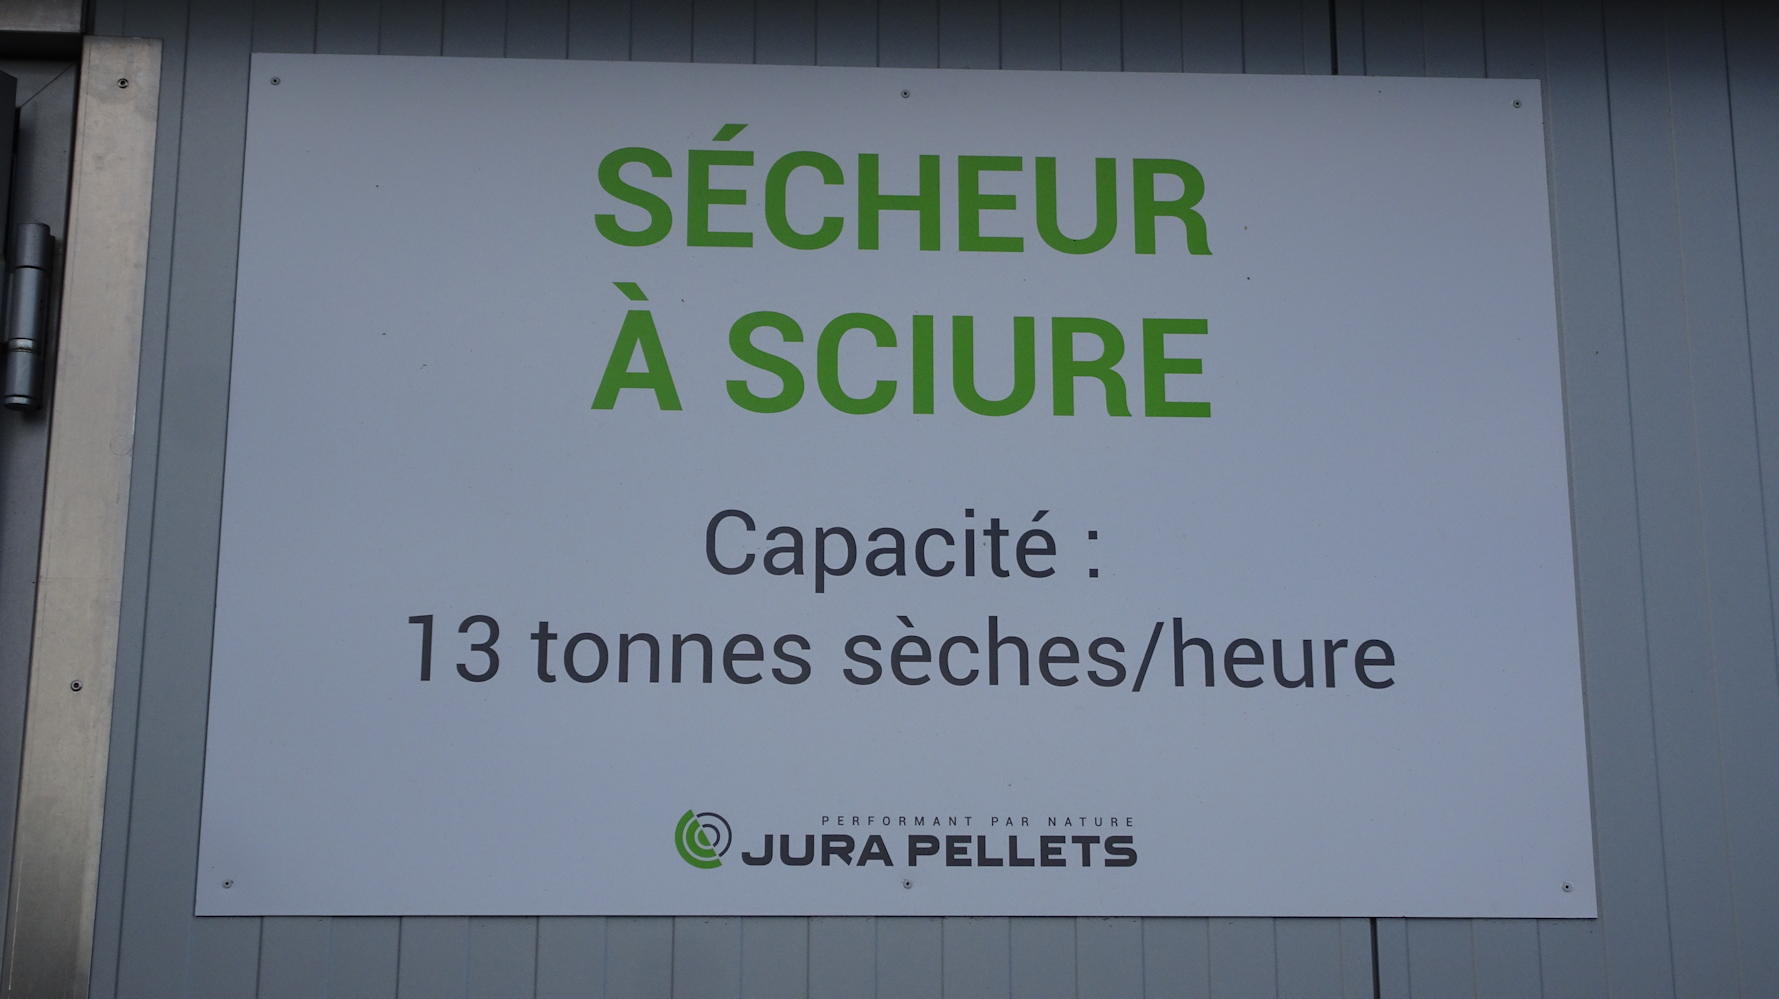 SÉCHEUR
À SCIURE
Capacité :
13 tonnes sèches/heure
PERFORMANT PAR NATURE
JURA PELLETS